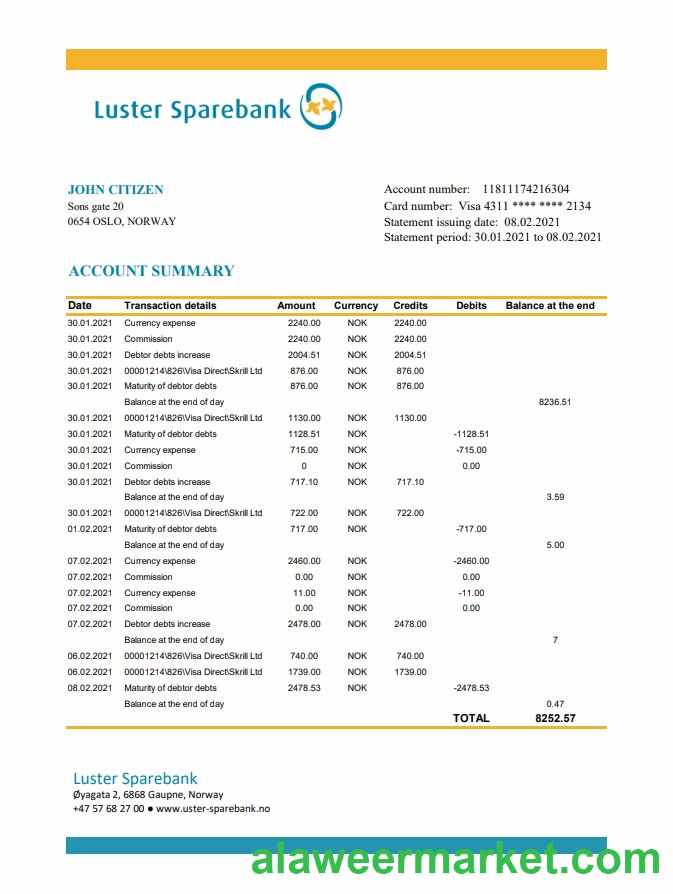 Luster Sparebank
JOHN CITIZEN
Sons gate 20
0654 OSLO, NORWAY
Account number: 11811174216304
Card number: Visa 4311 **** **** 2134
Statement issuing date: 08.02.2021
Statement period: 30.01.2021 to 08.02.2021
ACCOUNT SUMMARY
Date Transaction details Amount Currency Credits Debits Balance at the end
30.01.2021 Currency expense 2240.00 NOK 2240.00
30.01.2021 Commission 2240.00 NOK 2240.00
30.01.2021 Debtor debts increase 2004.51 NOK 2004.51
30.01.2021 00001214\826\Visa Direct\Skrill Ltd 876.00 NOK 876.00
30.01.2021 Maturity of debtor debts 876.00 NOK 876.00
Balance at the end of day 8236.51
30.01.2021 00001214\826\Visa Direct\Skrill Ltd 1130.00 NOK 1130.00
30.01.2021 Maturity of debtor debts 1128.51 NOK -1128.51
30.01.2021 Currency expense 715.00 NOK -715.00
30.01.2021 Commission 0 NOK 0.00
30.01.2021 Debtor debts increase 717.10 NOK 717.10
Balance at the end of day 3.59
30.01.2021 00001214\826\Visa Direct\Skrill Ltd 722.00 NOK 722.00
01.02.2021 Maturity of debtor debts 717.00 NOK -717.00
Balance at the end of day 5.00
07.02.2021 Currency expense 2460.00 NOK -2460.00
07.02.2021 Commission 0.00 NOK 0.00
07.02.2021 Currency expense 11.00 NOK -11.00
07.02.2021 Commission 0.00 NOK 0.00
07.02.2021 Debtor debts increase 2478.00 NOK 2478.00
Balance at the end of day 7
06.02.2021 00001214\826\Visa Direct\Skrill Ltd 740.00 NOK 740.00
06.02.2021 00001214\826\Visa Direct\Skrill Ltd 1739.00 NOK 1739.00
08.02.2021 Maturity of debtor debts 2478.53 NOK -2478.53
Balance at the end of day 0.47
TOTAL 8252.57
Luster Sparebank
Øyagata 2, 6868 Gaupne, Norway
+47 57 68 27 00 ● www.uster-sparebank.no
alaweermarket.com